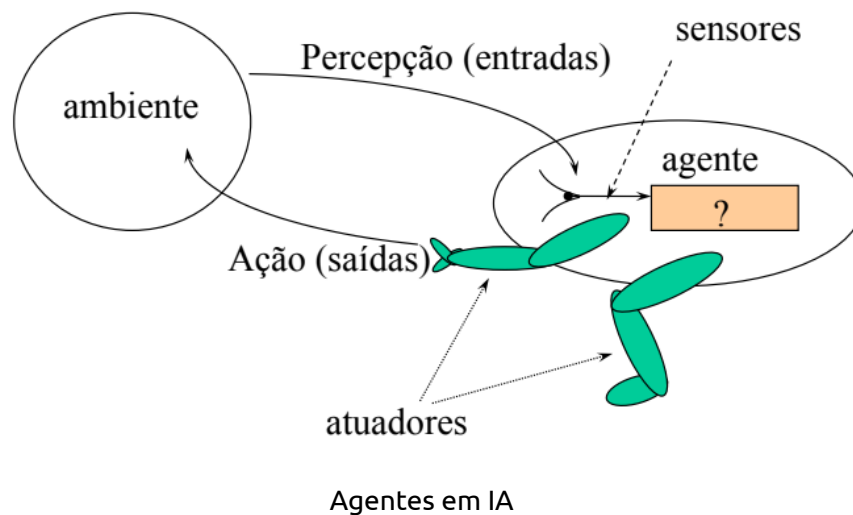 sensores
Percepção (entradas)
ambiente
agente
?
Ação (saídas)
atuadores
Agentes em IA